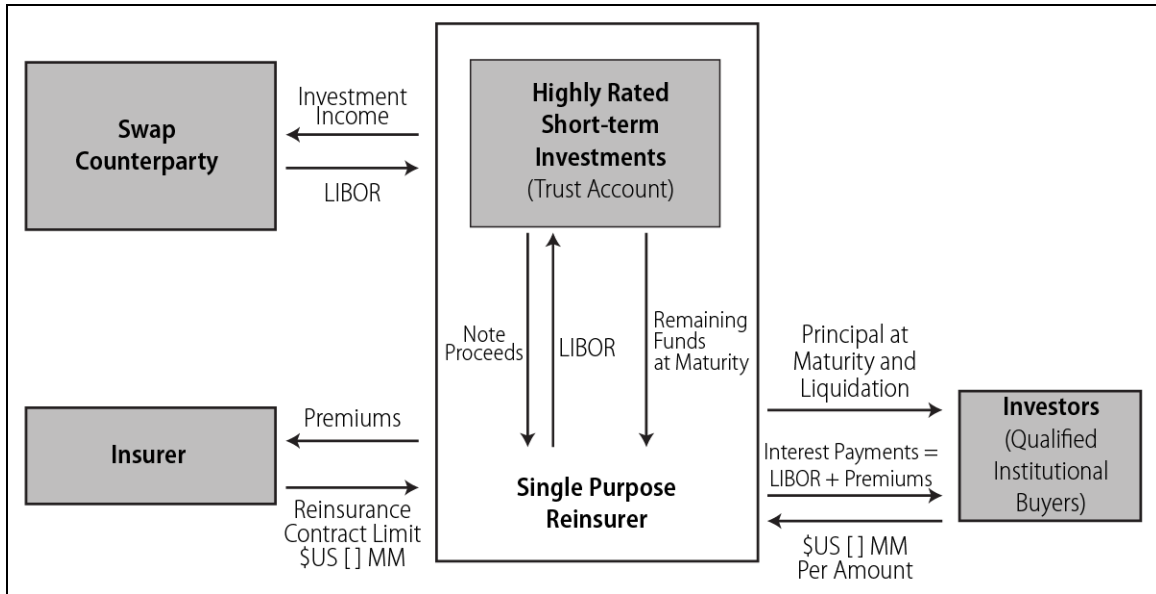 Swap
Counterparty
Investment
Income
LIBOR
Highly Rated
Short-term
Investments
(Trust Account)
Note
Proceeds
LIBOR
Remaining
Funds
at Maturity
Insurer
Premiums
Reinsurance
Contract Limit
$US [ ] MM
Single Purpose
Reinsurer
Principal at
Maturity and
Liquidation
Interest Payments =
LIBOR + Premiums
$US [ ] MM
Per Amount
Investors
(Qualified
Institutional
Buyers)